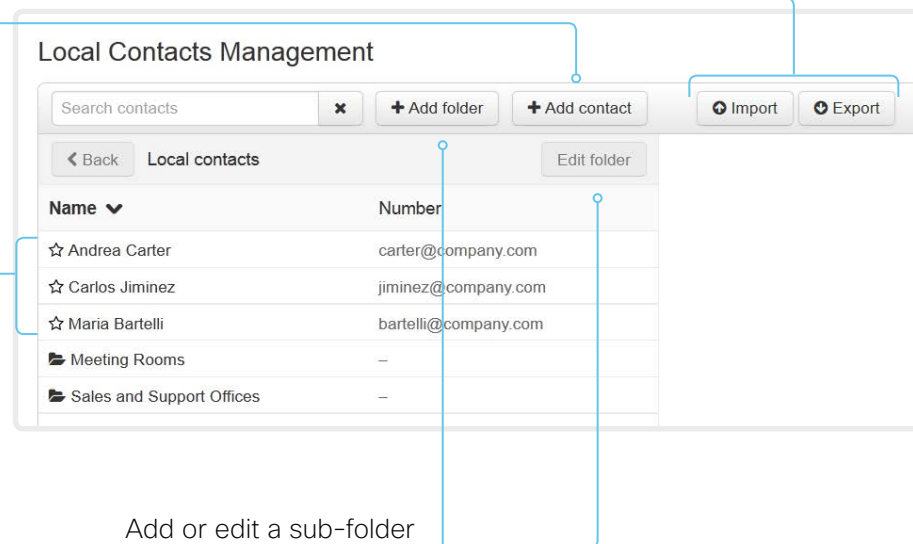 Local Contacts Management
Search contacts ✖ + Add folder + Add contact Import Export
Back Local contacts Edit folder
Name Number
Andrea Carter carter@company.com
Carlos Jiminez jiminez@company.com
Maria Bartelli bartelli@company.com
Meeting Rooms –
Sales and Support Offices –
Add or edit a sub-folder